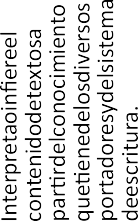 Interpretaoinfiereel
contenidodetextosa
partirdelconocimiento
quetienedelosdiversos
portadoresydelsistema
deescritura.